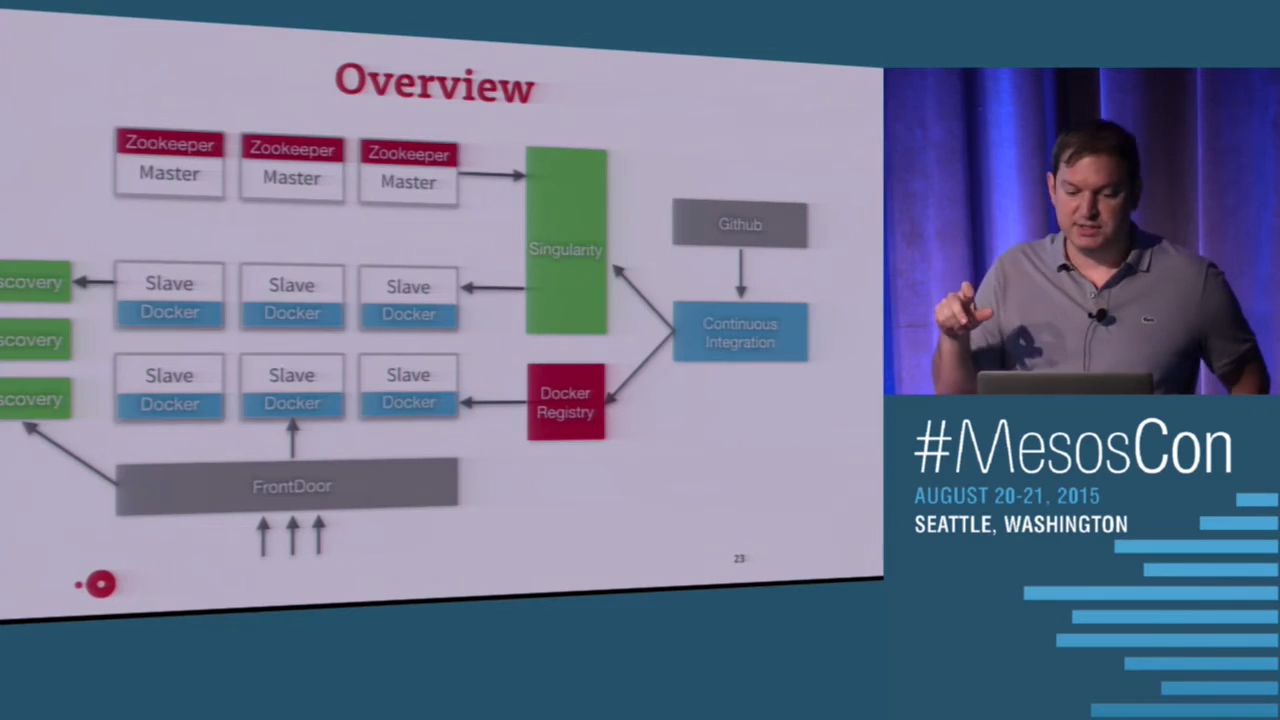 Overview
Zookeeper
Master
Zookeeper
Master
Zookeeper
Master
Singularity
Github
scovery
Slave
Docker
Slave
Docker
Slave
Docker
Continuous
Integration
scovery
scovery
Slave
Docker
Slave
Docker
Slave
Docker
Docker
Registry
FrontDoor
23
#MesosCon
AUGUST 20-21, 2015
SEATTLE, WASHINGTON